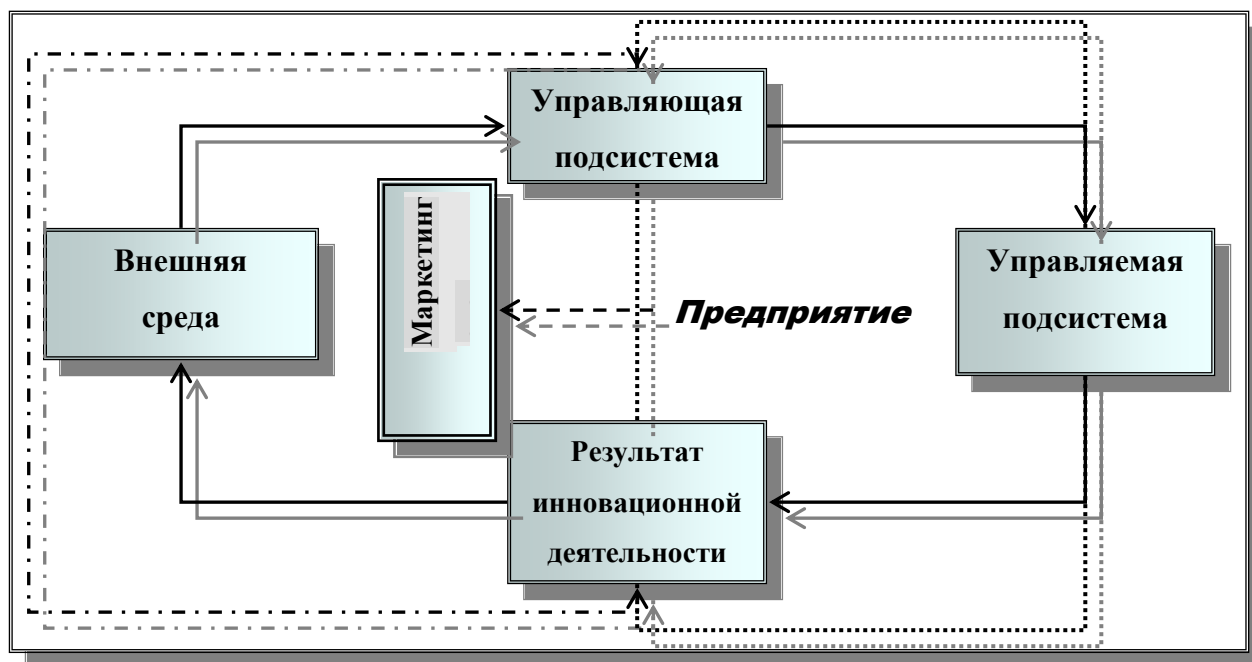 Управляющая
подсистема
Внешняя
среда
Маркетинг
Предприятие
Управляемая
подсистема
Результат
инновационной
деятельности